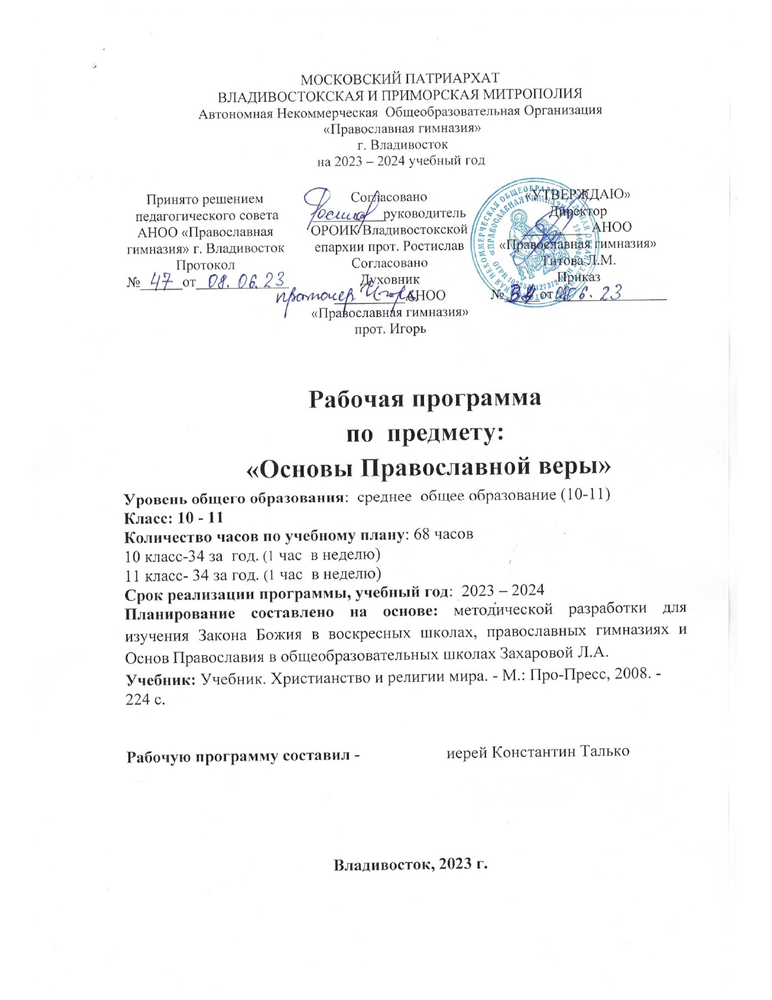 МОСКОВСКИЙ ПАТРИАРХАТ
ВЛАДИВОСТОКСКАЯ И ПРИМОРСКАЯ МИТРОПОЛИЯ
Автономная Некоммерческая Общеобразовательная Организация
«Православная гимназия»
г. Владивосток
на 2023 – 2024 учебный год
Принято решением
педагогического совета
АНОО «Православная
гимназия» г. Владивосток
Протокол
№ 47 от 08.06.23
Согласовано
руководитель
ОРОИК Владивостокской
епархии прот. Ростислав
Согласовано
Духовник
протоиер Игорь АНОО
«Православная гимназия»
прот. Игорь
«УТВЕРЖДАЮ»
Директор
АНОО
«Православная гимназия»
Титова Л.М.
Приказ
№ 34 от 06.23
Рабочая программа
по предмету:
«Основы Православной веры»
Уровень общего образования: среднее общее образование (10-11)
Класс: 10 - 11
Количество часов по учебному плану: 68 часов
10 класс-34 за год. (1 час в неделю)
11 класс- 34 за год. (1 час в неделю)
Срок реализации программы, учебный год: 2023 – 2024
Планирование составлено на основе: методической разработки для
изучения Закона Божия в воскресных школах, православных гимназиях и
Основ Православия в общеобразовательных школах Захаровой Л.А.
Учебник: Учебник. Христианство и религии мира. - М.: Про-Пресс, 2008. -
224 с.
Рабочую программу составил - иерей Константин Талько
Владивосток, 2023 г.